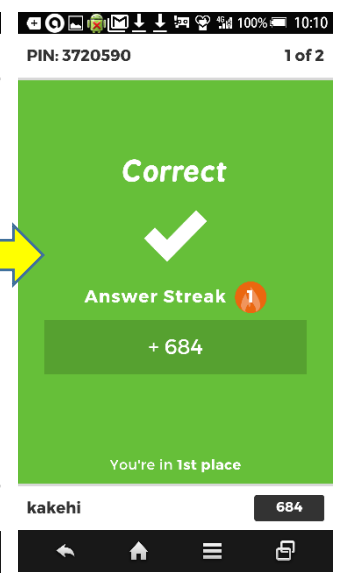 100% 10:10
PIN: 3720590 1 of 2
Correct
Answer Streak 1
+ 684
You're in 1st place
kakehi 684